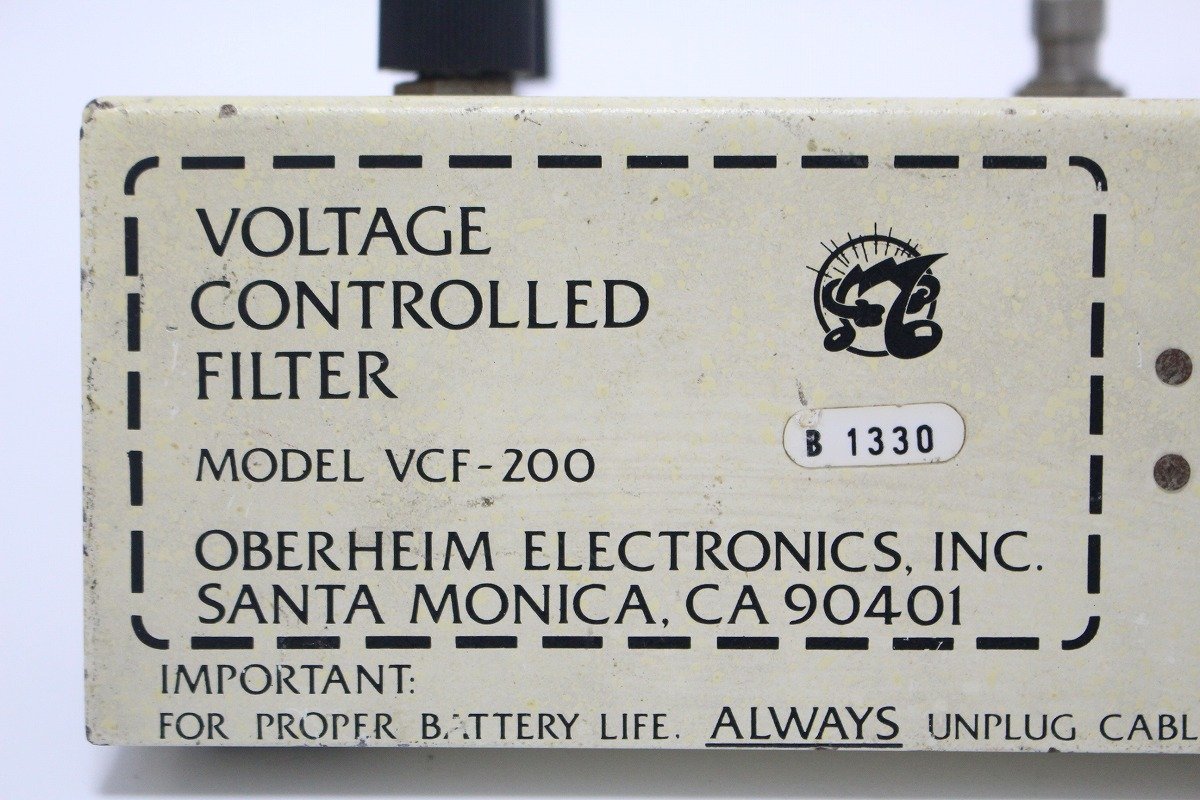 VOLTAGE
CONTROLLED
FILTER
MODEL VCF-200
B 1330
OBERHEIM ELECTRONICS, INC.
SANTA MONICA, CA 90401
IMPORTANT:
FOR PROPER BATTERY LIFE. ALWAYS UNPLUG CABL